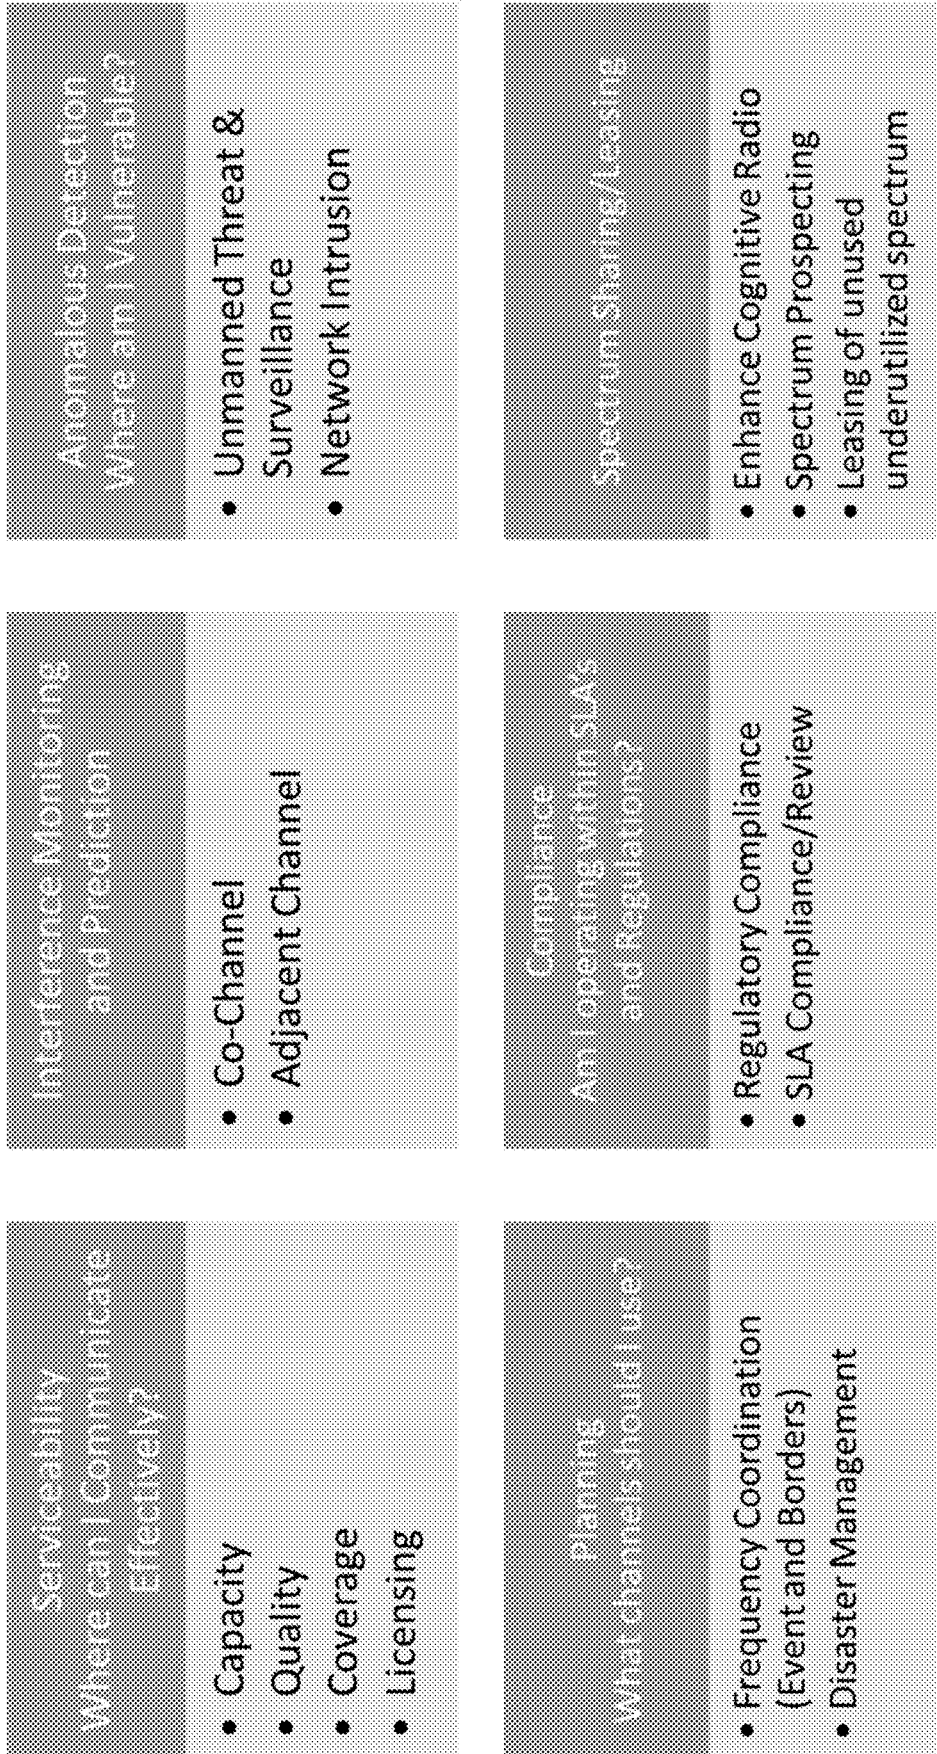 Serviceability
Where can I Communicate
Effectively?
• Capacity
• Quality
• Coverage
• Licensing
Interference Monitoring
and Prediction
• Co-Channel
• Adjacent Channel
Anomalous Detection
Where am I Vulnerable?
• Unmanned Threat &
Surveillance
• Network Intrusion
Planning
What channels should I use?
• Frequency Coordination
(Event and Borders)
• Disaster Management
Compliance
Am I operating within SLA's
and Regulations?
• Regulatory Compliance
• SLA Compliance/Review
Spectrum Sharing/Leasing
• Enhance Cognitive Radio
• Spectrum Prospecting
• Leasing of unused
underutilized spectrum